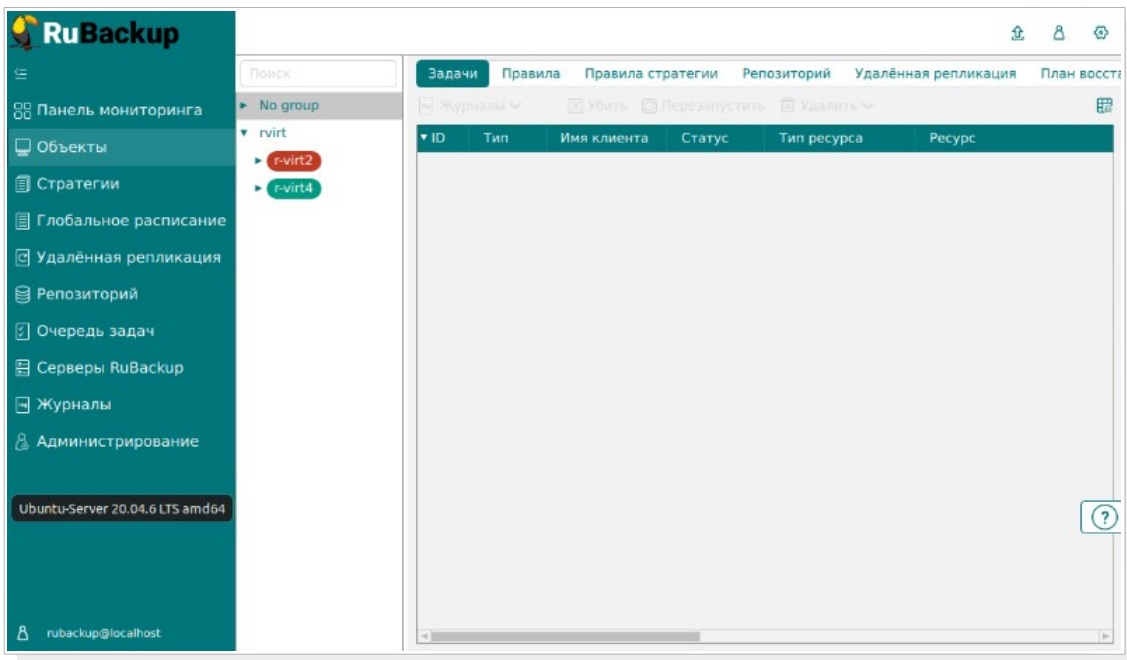 RuBackup
Поиск
Задачи Правила Правила стратегии Репозиторий Удалённая репликация План восста
Панель мониторинга
No group
Журналы Убить Перезапустить Удалить
Объекты
rvirt
ID Тип Имя клиента Статус Тип ресурса Ресурс
r-virt2
Стратегии
r-virt4
Глобальное расписание
Удалённая репликация
Репозиторий
Очередь задач
Серверы RuBackup
Журналы
Администрирование
Ubuntu-Server 20.04.6 LTS amd64
?
rubackup@localhost